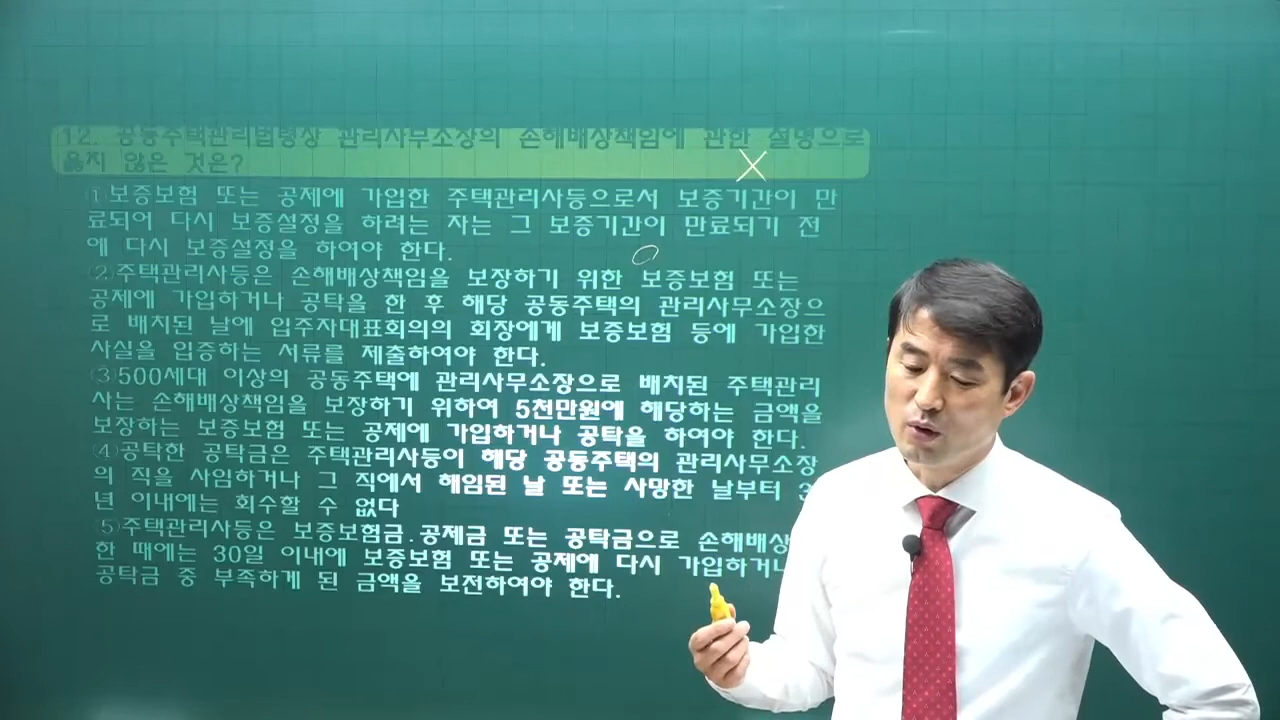 12. 공동주택관리법령상 관리사무소장의 손해배상책임에 관한 설명으로
옳지 않은 것은?
①보증보험 또는 공제에 가입한 주택관리사등으로서 보증기간이 만
료되어 다시 보증설정을 하려는 자는 그 보증기간이 만료되기 전
에 다시 보증설정을 하여야 한다.
②주택관리사등은 손해배상책임을 보장하기 위한 보증보험 또는
공제에 가입하거나 공탁을 한 후 해당 공동주택의 관리사무소장으
로 배치된 날에 입주자대표회의의 회장에게 보증보험 등에 가입한
사실을 입증하는 서류를 제출하여야 한다.
③500세대 이상의 공동주택에 관리사무소장으로 배치된 주택관리
사는 손해배상책임을 보장하기 위하여 5천만원에 해당하는 금액을
보장하는 보증보험 또는 공제에 가입하거나 공탁을 하여야 한다.
④공탁한 공탁금은 주택관리사등이 해당 공동주택의 관리사무소장
의 직을 사임하거나 그 직에서 해임된 날 또는 사망한 날부터 3
년 이내에는 회수할 수 없다
⑤주택관리사등은 보증보험금.공제금 또는 공탁금으로 손해배상
한 때에는 30일 이내에 보증보험 또는 공제에 다시 가입하거나
공탁금 중 부족하게 된 금액을 보전하여야 한다.